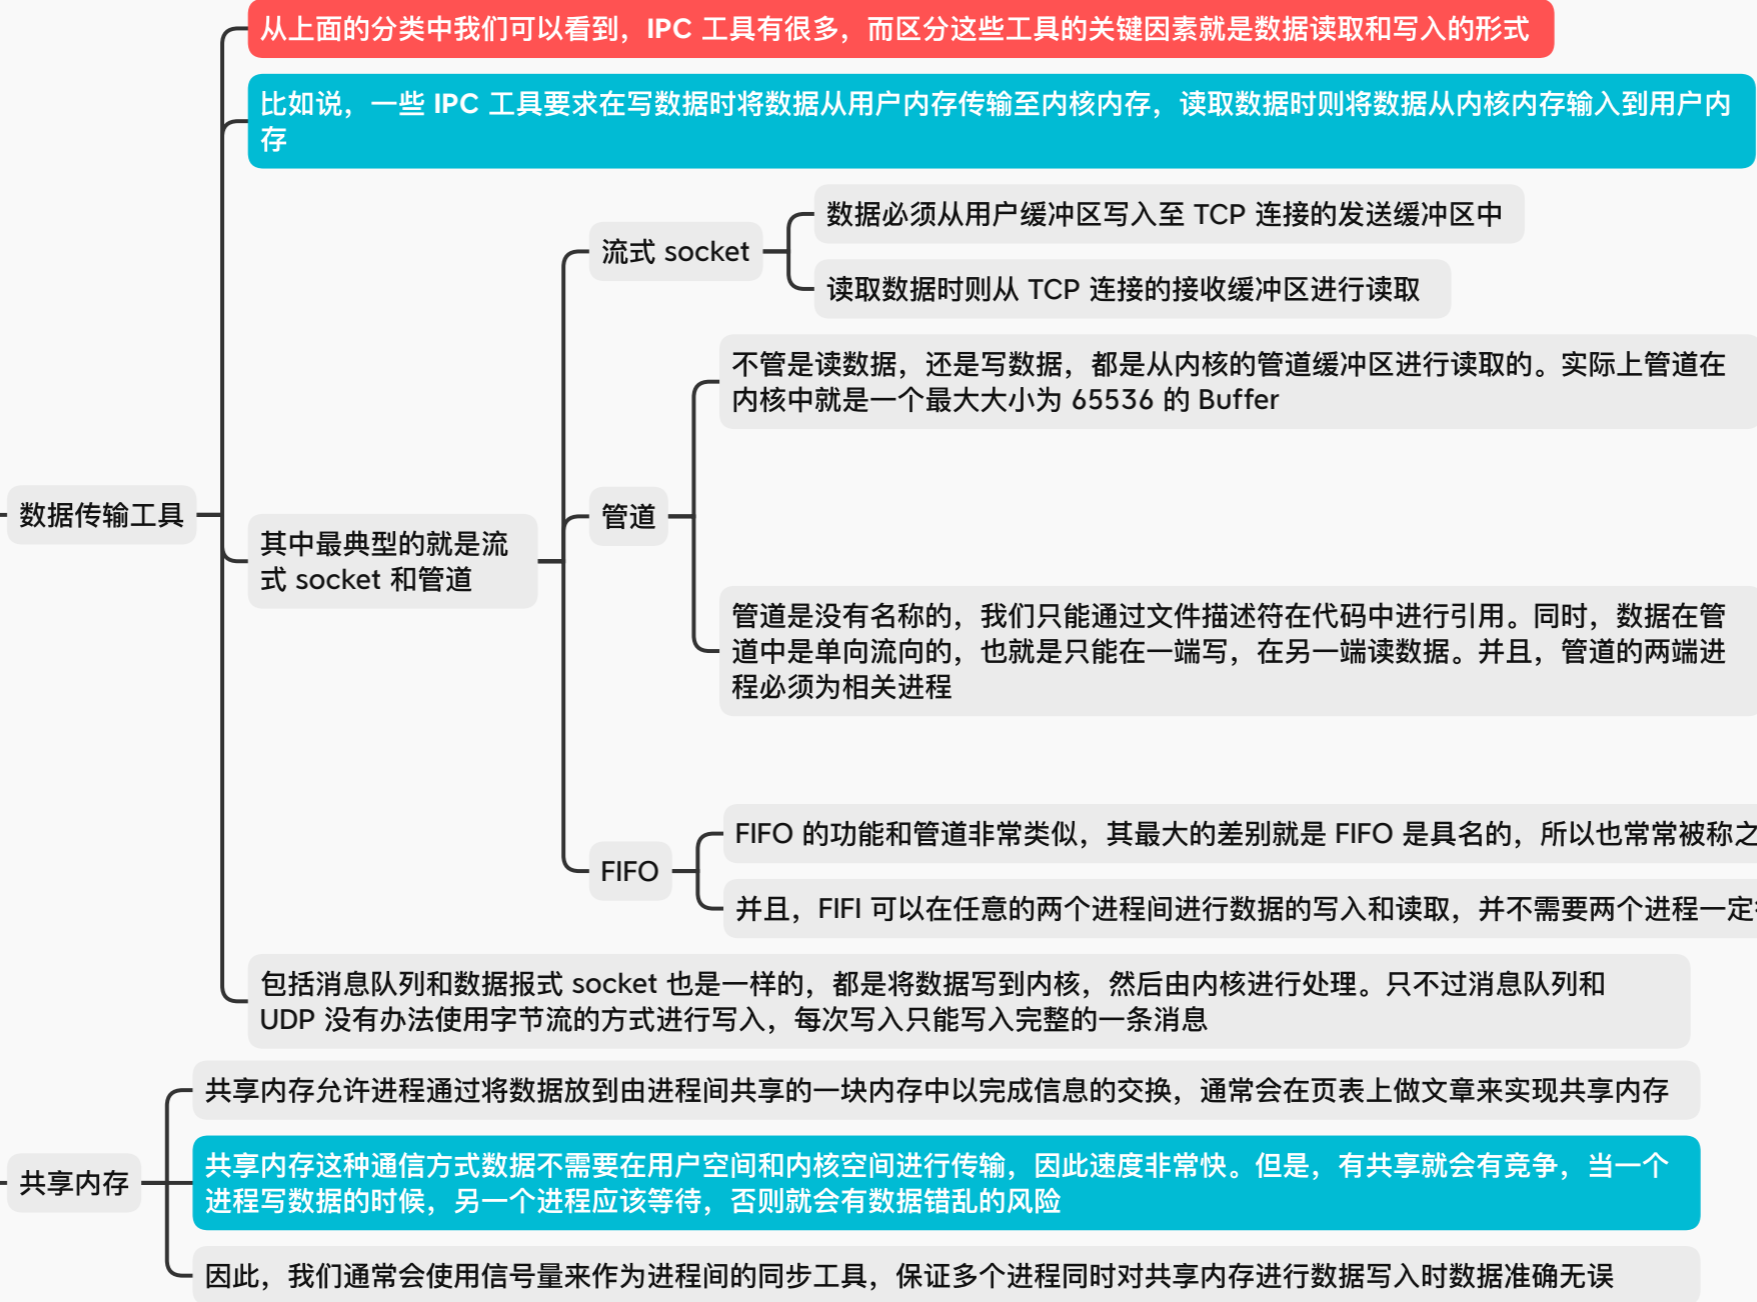 从上面的分类中我们可以看到，IPC 工具有很多，而区分这些工具的关键因素就是数据读取和写入的形式
比如说，一些 IPC 工具要求在写数据时将数据从用户内存传输至内核内存，读取数据时则将数据从内核内存输入到用户内
存
数据传输工具
其中最典型的就是流
式 socket 和管道
流式 socket
数据必须从用户缓冲区写入至 TCP 连接的发送缓冲区中
读取数据时则从 TCP 连接的接收缓冲区进行读取
管道
不管是读数据，还是写数据，都是从内核的管道缓冲区进行读取的。实际上管道在
内核中就是一个最大大小为 65536 的 Buffer
管道是没有名称的，我们只能通过文件描述符在代码中进行引用。同时，数据在管
道中是单向流向的，也就是只能在一端写，在另一端读数据。并且，管道的两端进
程必须为相关进程
FIFO
FIFO 的功能和管道非常类似，其最大的差别就是 FIFO 是具名的，所以也常常被称之
并且，FIFI 可以在任意的两个进程间进行数据的写入和读取，并不需要两个进程一定
包括消息队列和数据报式 socket 也是一样的，都是将数据写到内核，然后由内核进行处理。只不过消息队列和
UDP 没有办法使用字节流的方式进行写入，每次写入只能写入完整的一条消息
共享内存
共享内存允许进程通过将数据放到由进程间共享的一块内存中以完成信息的交换，通常会在页表上做文章来实现共享内存
共享内存这种通信方式数据不需要在用户空间和内核空间进行传输，因此速度非常快。但是，有共享就会有竞争，当一个
进程写数据的时候，另一个进程应该等待，否则就会有数据错乱的风险
因此，我们通常会使用信号量来作为进程间的同步工具，保证多个进程同时对共享内存进行数据写入时数据准确无误